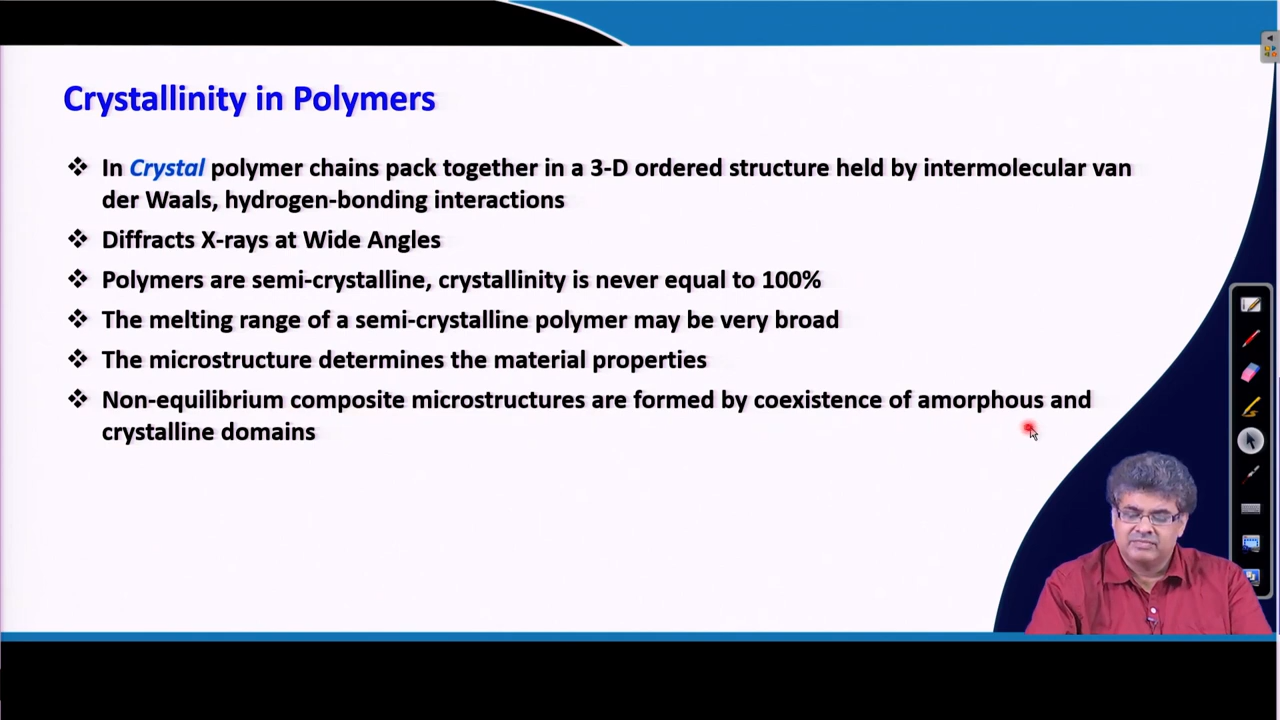 Crystallinity in Polymers
❖ In Crystal polymer chains pack together in a 3-D ordered structure held by intermolecular van
der Waals, hydrogen-bonding interactions
❖ Diffracts X-rays at Wide Angles
❖ Polymers are semi-crystalline, crystallinity is never equal to 100%
❖ The melting range of a semi-crystalline polymer may be very broad
❖ The microstructure determines the material properties
❖ Non-equilibrium composite microstructures are formed by coexistence of amorphous and
crystalline domains